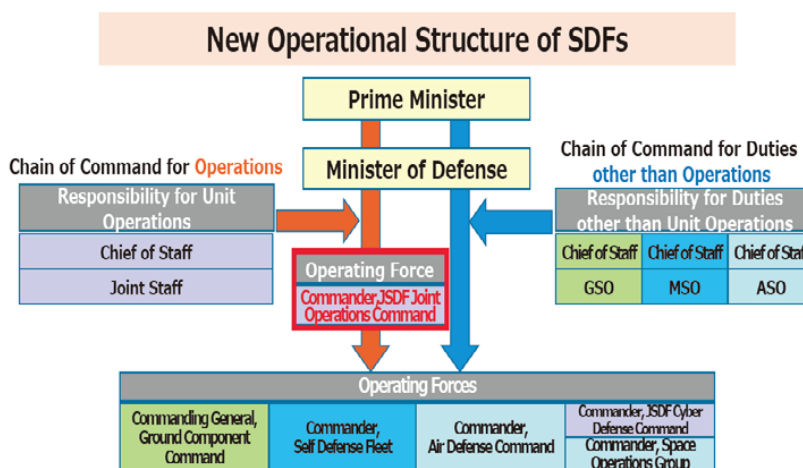 New Operational Structure of SDFs
Prime Minister
Minister of Defense
Chain of Command for Operations
Responsibility for Unit
Operations
Chief of Staff
Joint Staff
Operating Force
Commander,JSDF Joint
Operations Command
Chain of Command for Duties
other than Operations
Responsibility for Duties
other than Unit Operations
Chief of Staff
GSO
Chief of Staff
MSO
Chief of Staf
ASO
Operating Forces
Commanding General,
Ground Component
Command
Commander,
Self Defense Fleet
Commander,
Air Defense Command
Commander, JSDF Cyber
Defense Command
Commander, Space
Operations Group